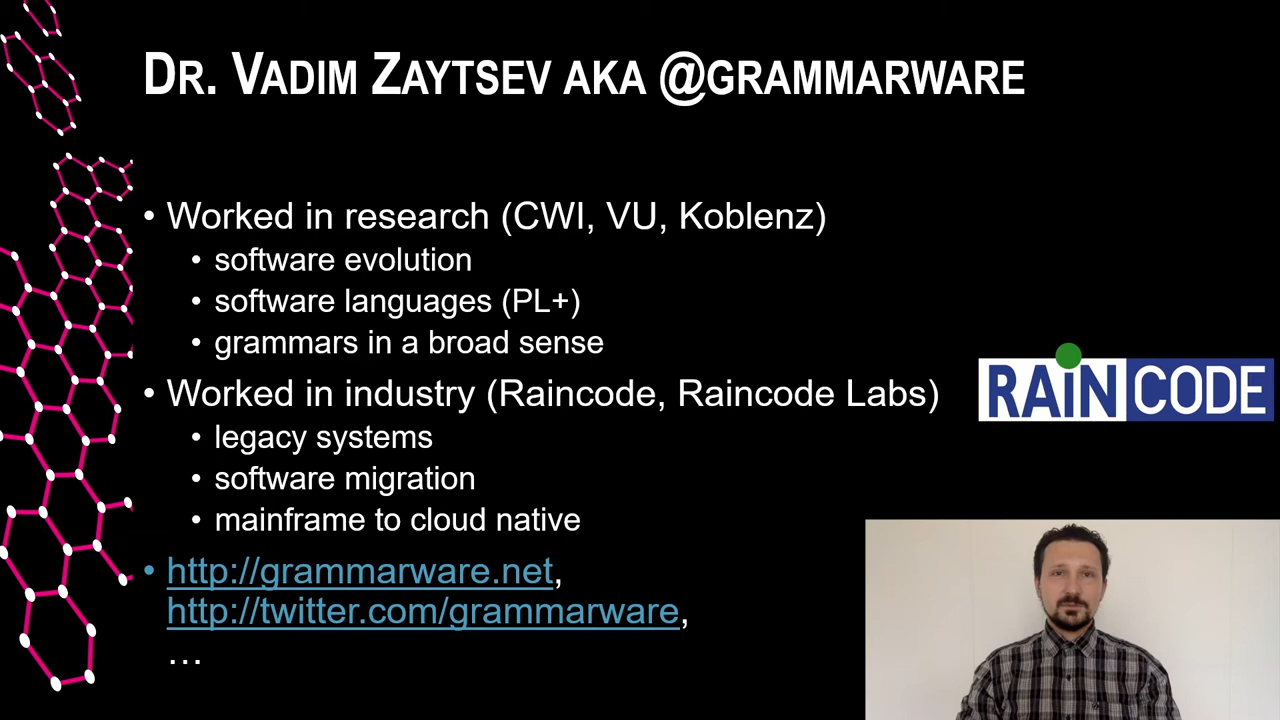 DR. VADIM ZAYTSEV AKA @GRAMMARWARE
• Worked in research (CWI, VU, Koblenz)
• software evolution
• software languages (PL+)
• grammars in a broad sense
• Worked in industry (Raincode, Raincode Labs)
• legacy systems
• software migration
• mainframe to cloud native
• http://grammarware.net,
http://twitter.com/grammarware,
…
RAiNCODE